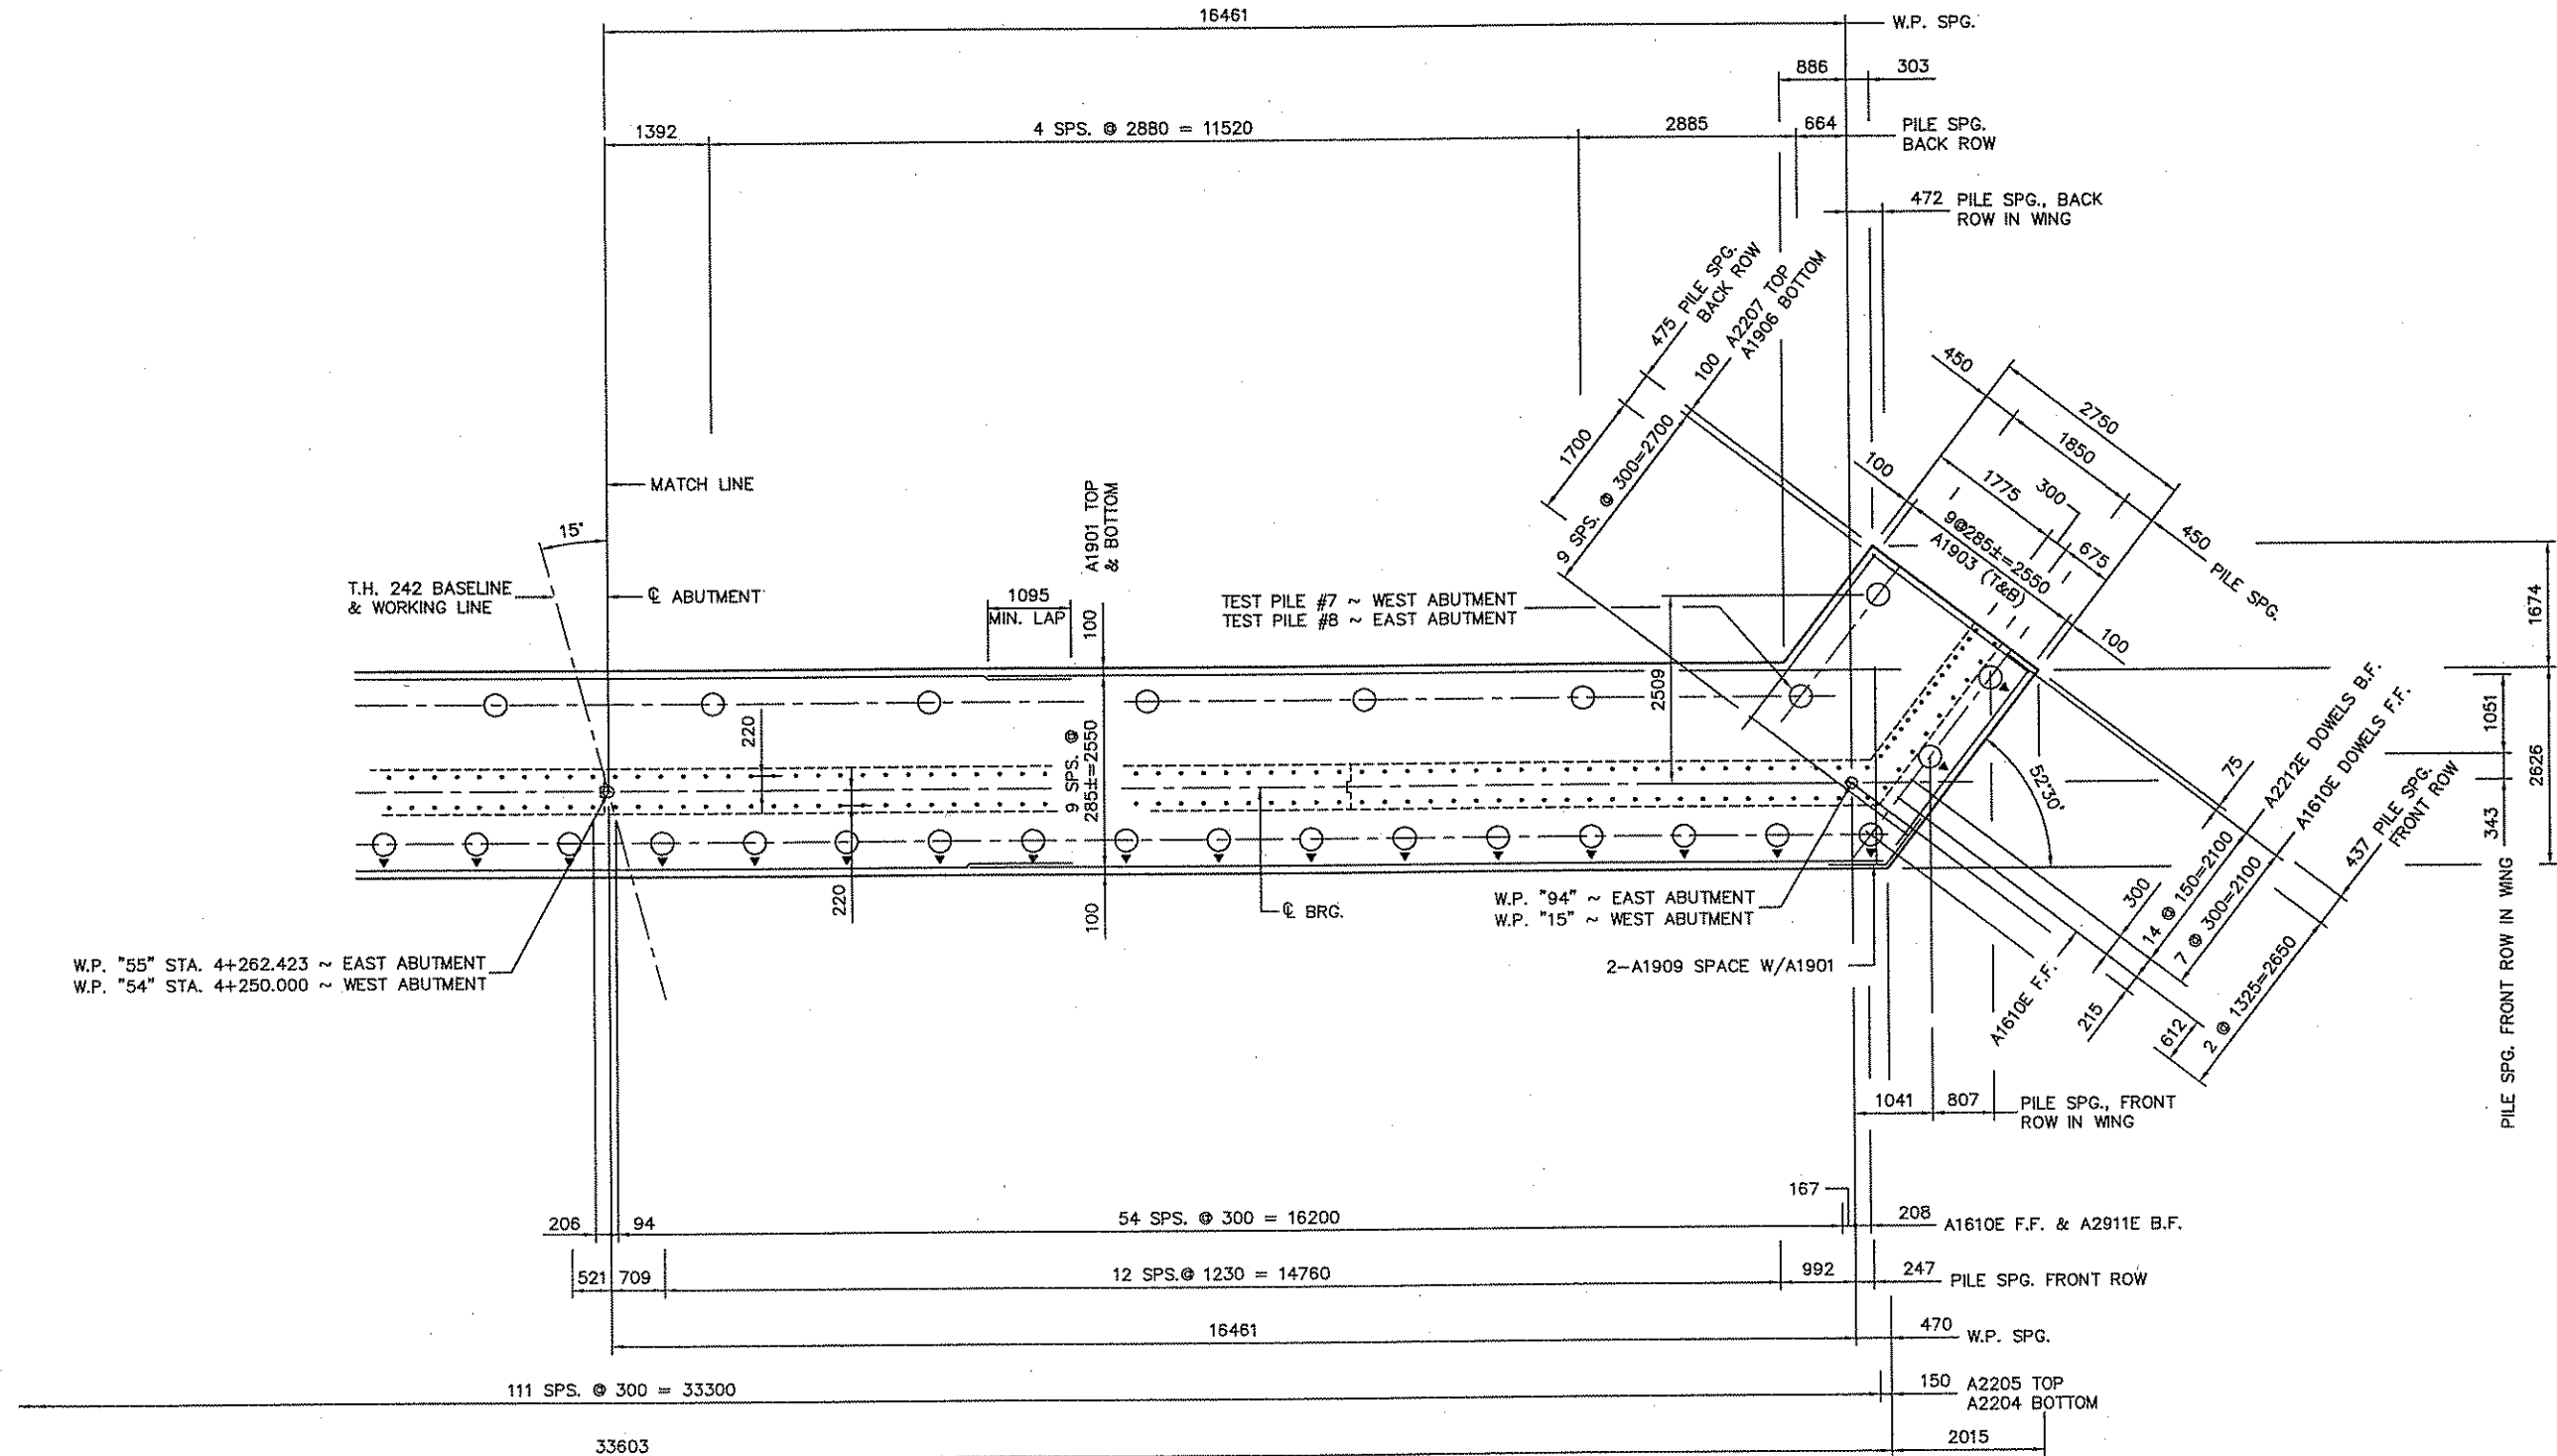 16461
W.P. SPG.
886
303
1392
4 SPS. @ 2880 = 11520
2885
664
PILE SPG.
BACK ROW
472 PILE SPG., BACK
ROW IN WING
475 PILE SPG.
BACK ROW
100 A2207 TOP
A1906 BOTTOM
1700
9 SPS. @ 300=2700
450
2750
1850
100
1775
300
9@285±=2550
A1903 (T&B)
675
450 PILE SPG.
100
MATCH LINE
15°
T.H. 242 BASELINE
& WORKING LINE
℄ ABUTMENT
A1901 TOP
& BOTTOM
1095
MIN. LAP
100
TEST PILE #7 ~ WEST ABUTMENT
TEST PILE #8 ~ EAST ABUTMENT
2509
1674
220
9 SPS. @
285±=2550
220
100
℄ BRG.
W.P. "94" ~ EAST ABUTMENT
W.P. "15" ~ WEST ABUTMENT
2-A1909 SPACE W/A1901
52°30'
1051
2626
343
PILE SPG. FRONT ROW IN WING
75
A2212E DOWELS B.F.
A1610E DOWELS F.F.
437 PILE SPG.
FRONT ROW
300
14 @ 150=2100
7 @ 300=2100
2 @ 1325=2650
215
612
A1610E F.F.
W.P. "55" STA. 4+262.423 ~ EAST ABUTMENT
W.P. "54" STA. 4+250.000 ~ WEST ABUTMENT
1041
807
PILE SPG., FRONT
ROW IN WING
167
206
94
54 SPS. @ 300 = 16200
208
A1610E F.F. & A2911E B.F.
521
709
12 SPS.@ 1230 = 14760
992
247
PILE SPG. FRONT ROW
16461
470
W.P. SPG.
111 SPS. @ 300 = 33300
150
A2205 TOP
A2204 BOTTOM
33603
2015